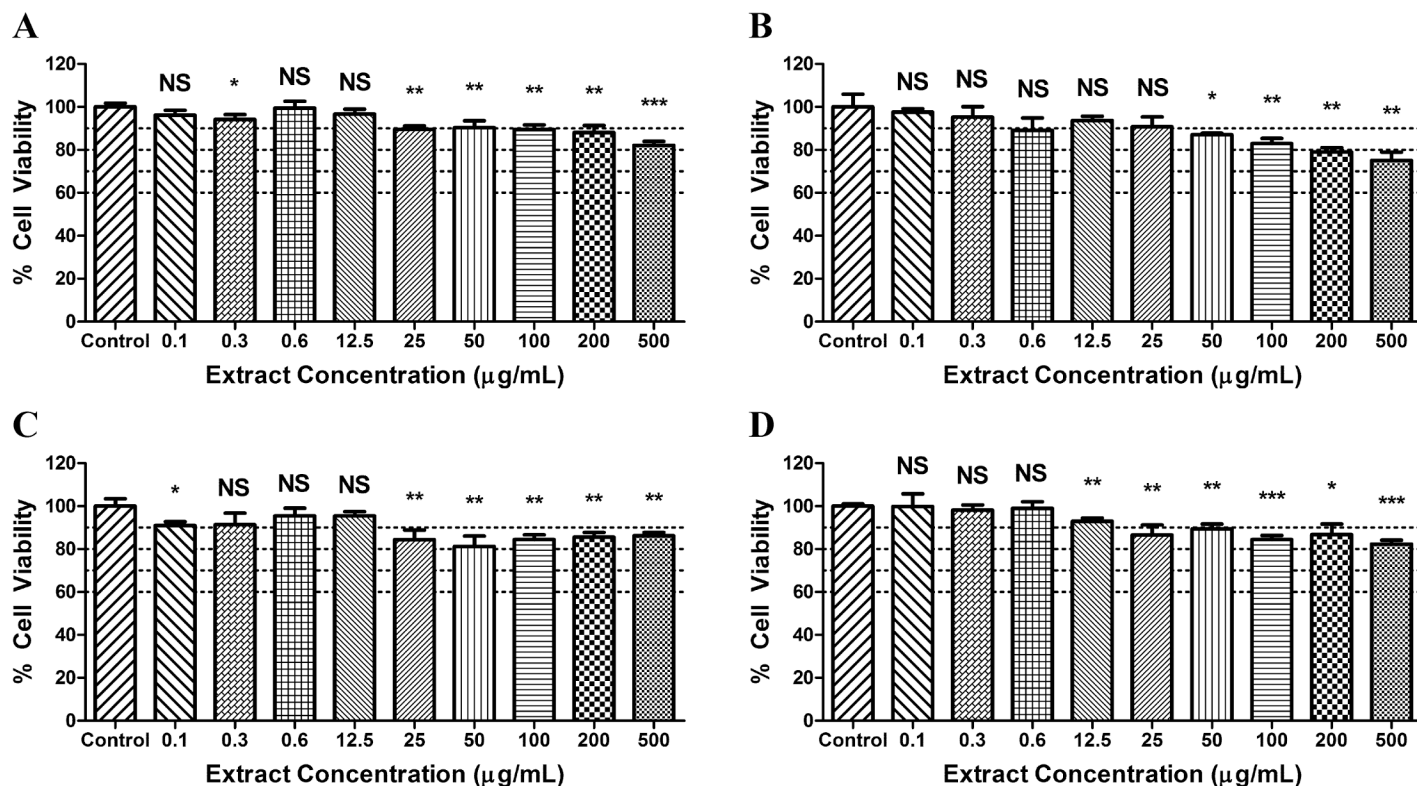 A
% Cell Viability
120
100
80
60
40
20
0
NS * NS NS ** ** ** ** ***
Control 0.1 0.3 0.6 12.5 25 50 100 200 500
Extract Concentration (μg/mL)
B
% Cell Viability
120
100
80
60
40
20
0
NS NS NS NS NS * ** ** **
Control 0.1 0.3 0.6 12.5 25 50 100 200 500
Extract Concentration (μg/mL)
C
% Cell Viability
120
100
80
60
40
20
0
* NS NS NS ** ** ** ** **
Control 0.1 0.3 0.6 12.5 25 50 100 200 500
Extract Concentration (μg/mL)
D
% Cell Viability
120
100
80
60
40
20
0
NS NS NS ** ** ** *** * ***
Control 0.1 0.3 0.6 12.5 25 50 100 200 500
Extract Concentration (μg/mL)